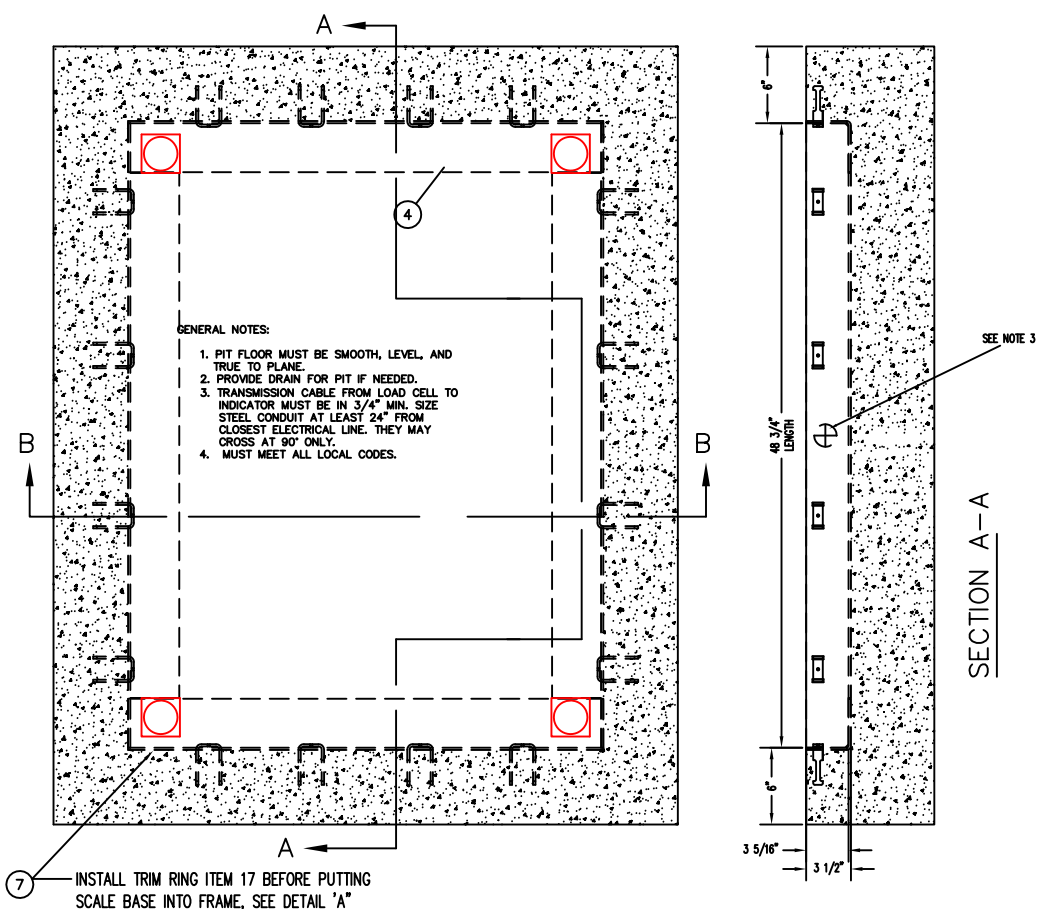 A
6"
4
GENERAL NOTES:
1. PIT FLOOR MUST BE SMOOTH, LEVEL, AND
TRUE TO PLANE.
2. PROVIDE DRAIN FOR PIT IF NEEDED.
3. TRANSMISSION CABLE FROM LOAD CELL TO
INDICATOR MUST BE IN 3/4" MIN. SIZE
STEEL CONDUIT AT LEAST 24" FROM
CLOSEST ELECTRICAL LINE. THEY MAY
CROSS AT 90° ONLY.
4. MUST MEET ALL LOCAL CODES.
SEE NOTE 3
B
B
48 3/4"
LENGTH
SECTION A-A
6"
A
3 5/16"
3 1/2"
7
INSTALL TRIM RING ITEM 17 BEFORE PUTTING
SCALE BASE INTO FRAME, SEE DETAIL 'A"